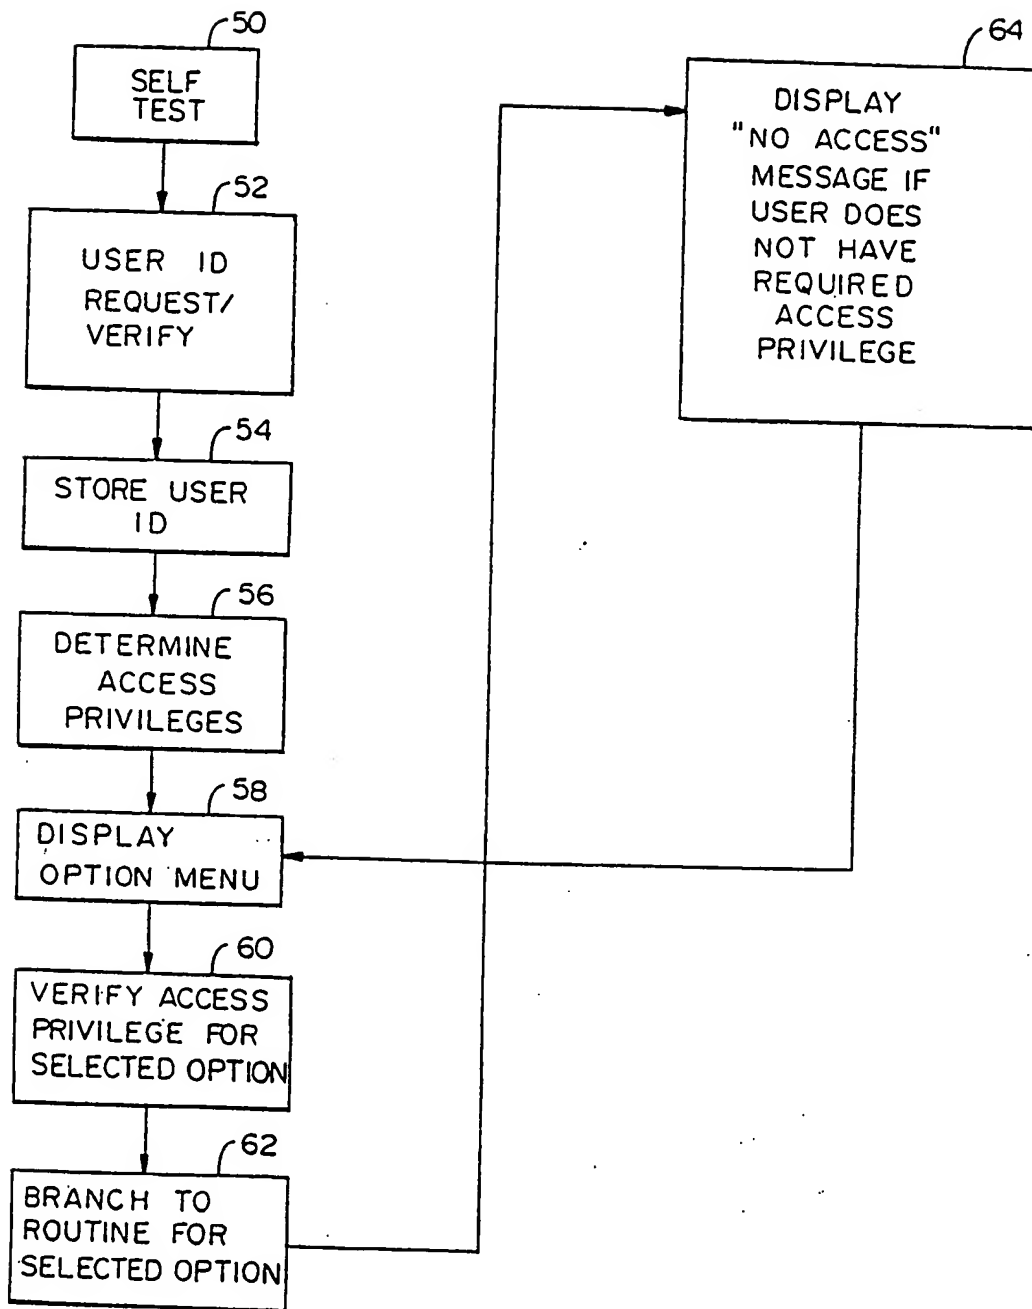 50
SELF
TEST
52
USER ID
REQUEST/
VERIFY
54
STORE USER
ID
56
DETERMINE
ACCESS
PRIVILEGES
58
DISPLAY
OPTION MENU
60
VERIFY ACCESS
PRIVILEGE FOR
SELECTED OPTION
62
BRANCH TO
ROUTINE FOR
SELECTED OPTION
64
DISPLAY
"NO ACCESS"
MESSAGE IF
USER DOES
NOT HAVE
REQUIRED
ACCESS
PRIVILEGE